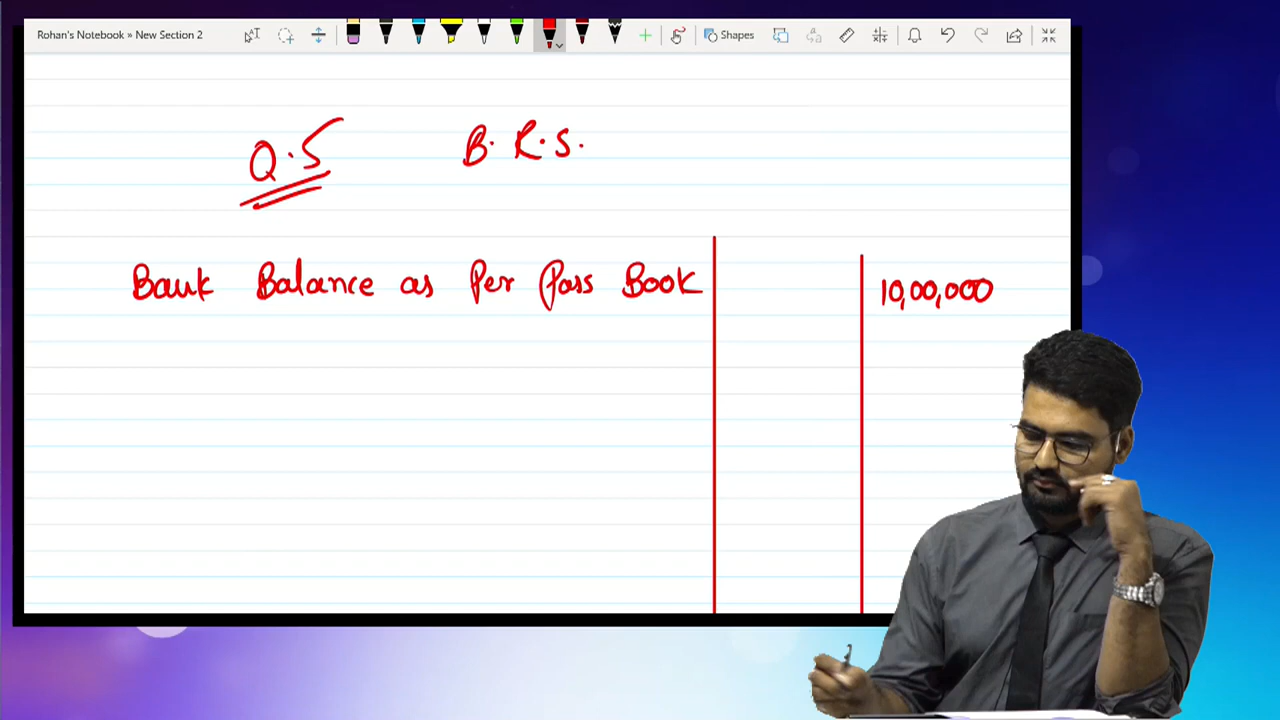 Rohan's Notebook » New Section 2
Shapes
Q.5 B.R.S.
Bank Balance as Per Pass Book 10,00,000